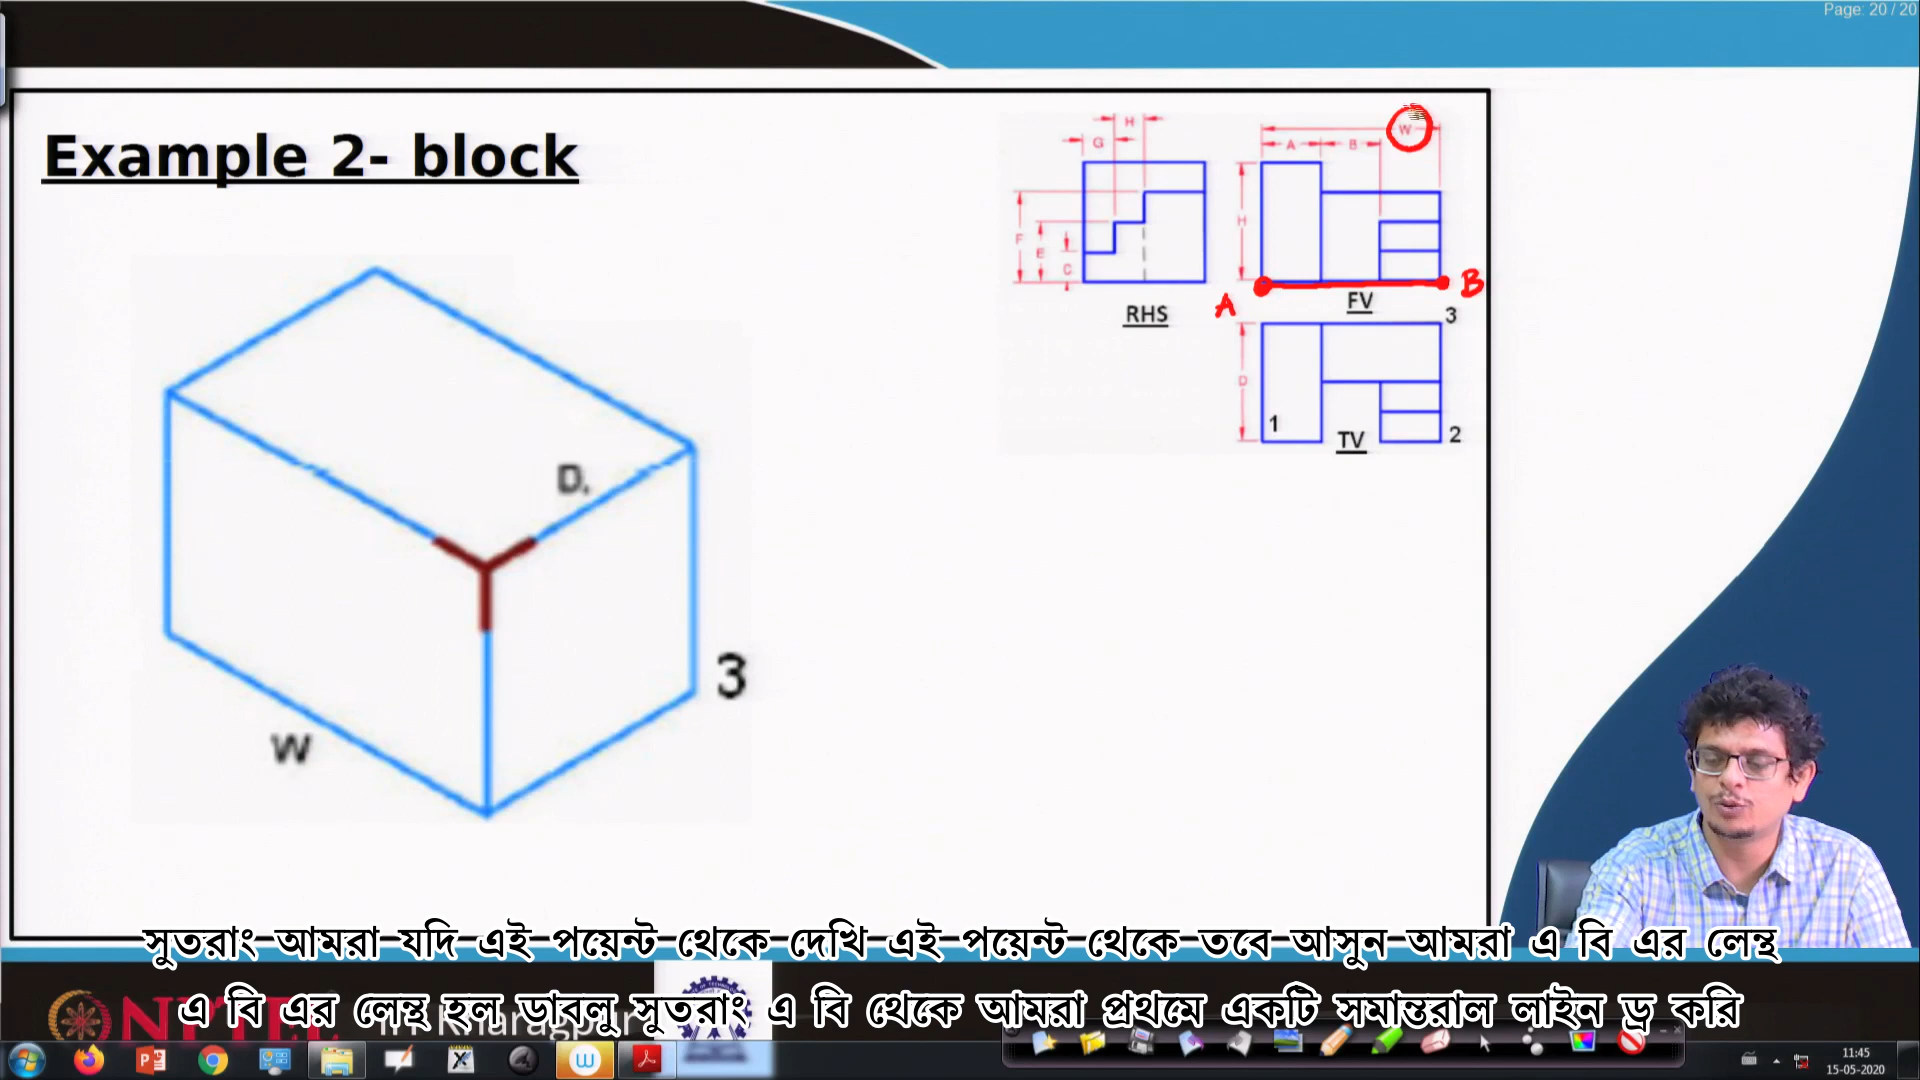 Page: 20 / 20
Example 2- block
H
G
F
E
C
RHS
W
A
B
H
A
B
FV
3
D
1
TV
2
D.
3
W
সুতরাং আমরা যদি এই পয়েন্ট থেকে দেখি এই পয়েন্ট থেকে তবে আসুন আমরা এ বি এর লেন্থ
এ বি এর লেন্থ হল ডাবলূ সুতরাং এ বি থেকে আমরা প্রথমে একটি সমান্তরাল লাইন ড্র করি
11:45
15-05-2020